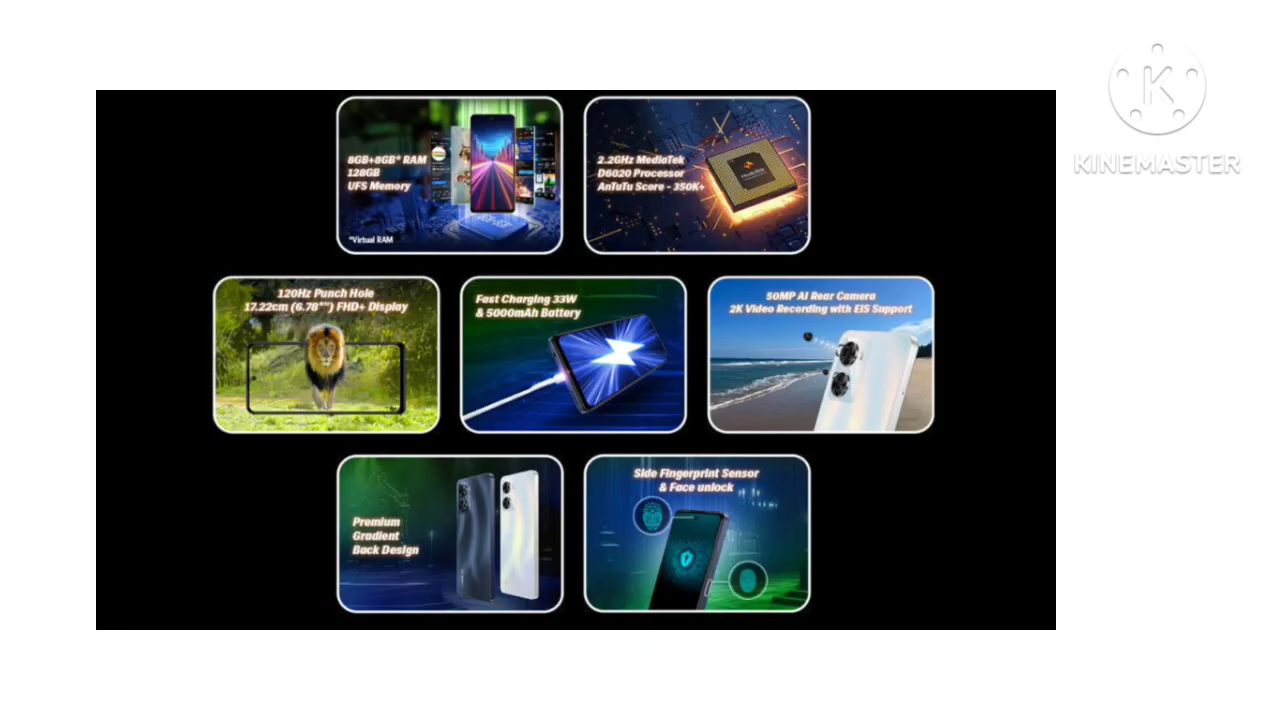 8GB+8GB* RAM
128GB
UFS Memory
*Virtual RAM
2.2GHz MediaTek
D6020 Processor
AnTuTu Score - 350K+
120Hz Punch Hole
17.22cm (6.78"") FHD+ Display
Fast Charging 33W
& 5000mAh Battery
50MP AI Rear Camera
2K Video Recording with EIS Support
Premium
Gradient
Back Design
Side Fingerprint Sensor
& Face unlock
K
KINEMASTER